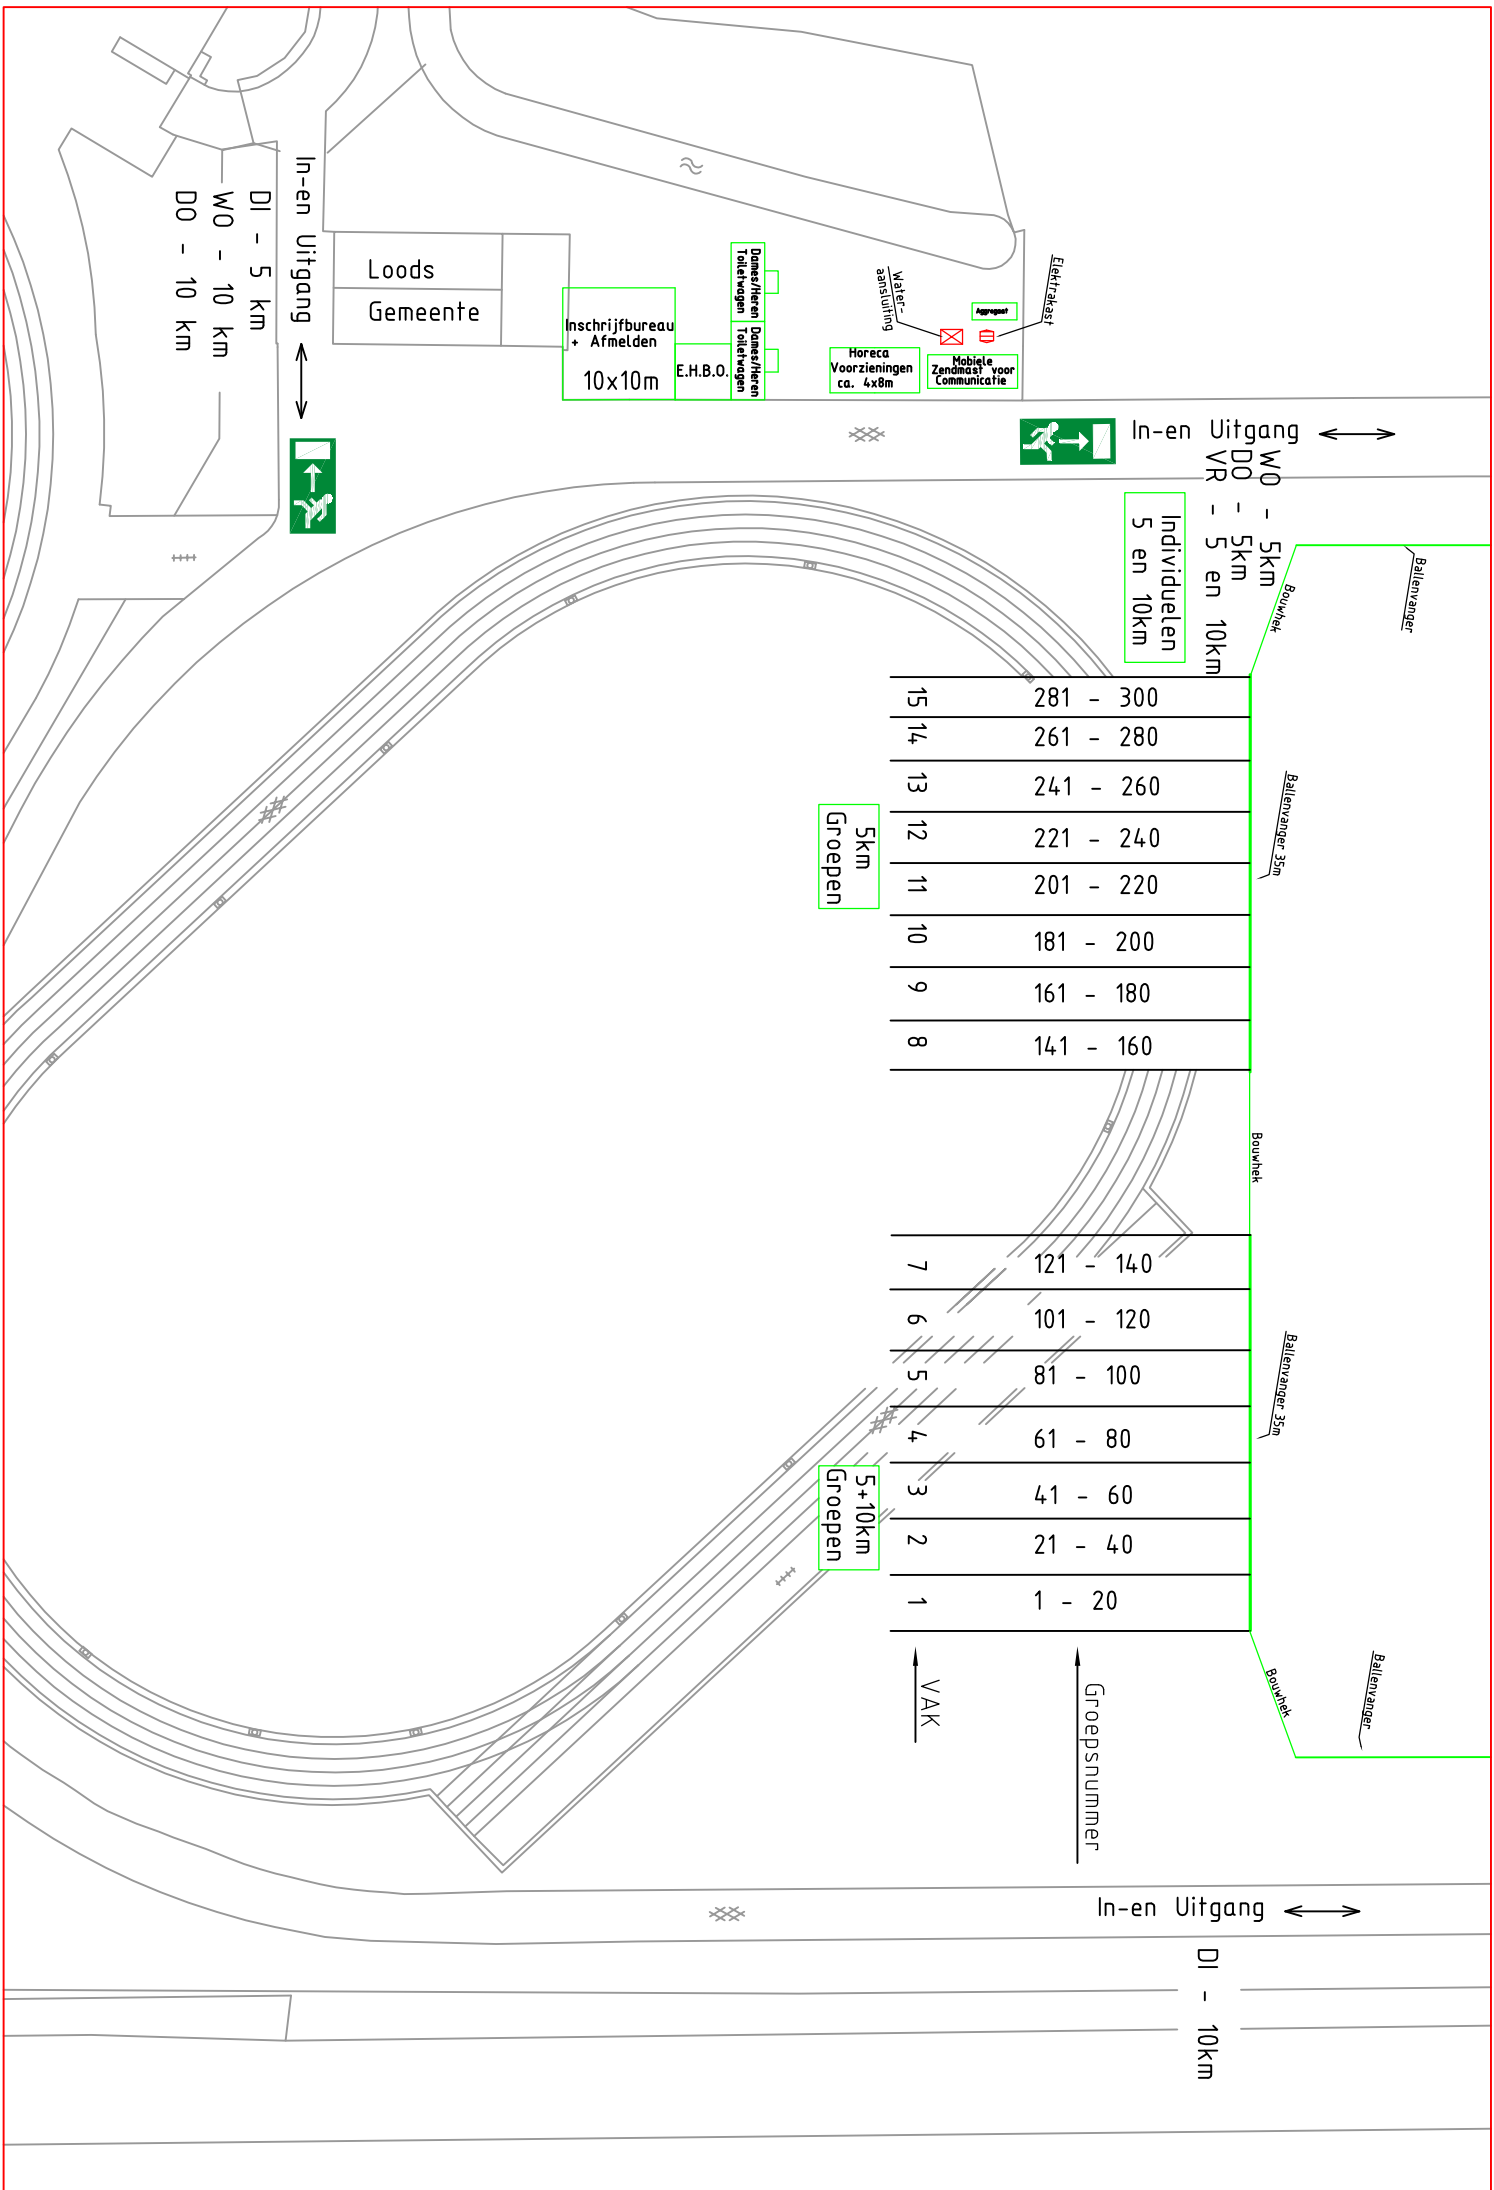 In-en Uitgang
DI - 5 km
WO - 10 km
DO - 10 km
Loods
Gemeente
Inschrijfbureau
+ Afmelden
10x10m
E.H.B.O.
Dames/Heren
Toiletwagen
Dames/Heren
Toiletwagen
Water-
aansluiting
Elektrakast
Aggregaat
Horeca
Voorzieningen
ca. 4x8m
Mobiele
Zendmast voor
Communicatie
In-en Uitgang
WO - 5km
DO - 5km
VR - 5 en 10km
Individuelen
5 en 10km
Ballenvanger
Bouwhek
15 281 - 300
14 261 - 280
13 241 - 260
12 221 - 240
11 201 - 220
10 181 - 200
9 161 - 180
8 141 - 160
5km
Groepen
Ballenvanger 35m
Bouwhek
7 121 - 140
6 101 - 120
5 81 - 100
4 61 - 80
3 41 - 60
2 21 - 40
1 1 - 20
5+10km
Groepen
Ballenvanger 35m
VAK
Groepsnummer
Bouwhek
Ballenvanger
In-en Uitgang
DI - 10km